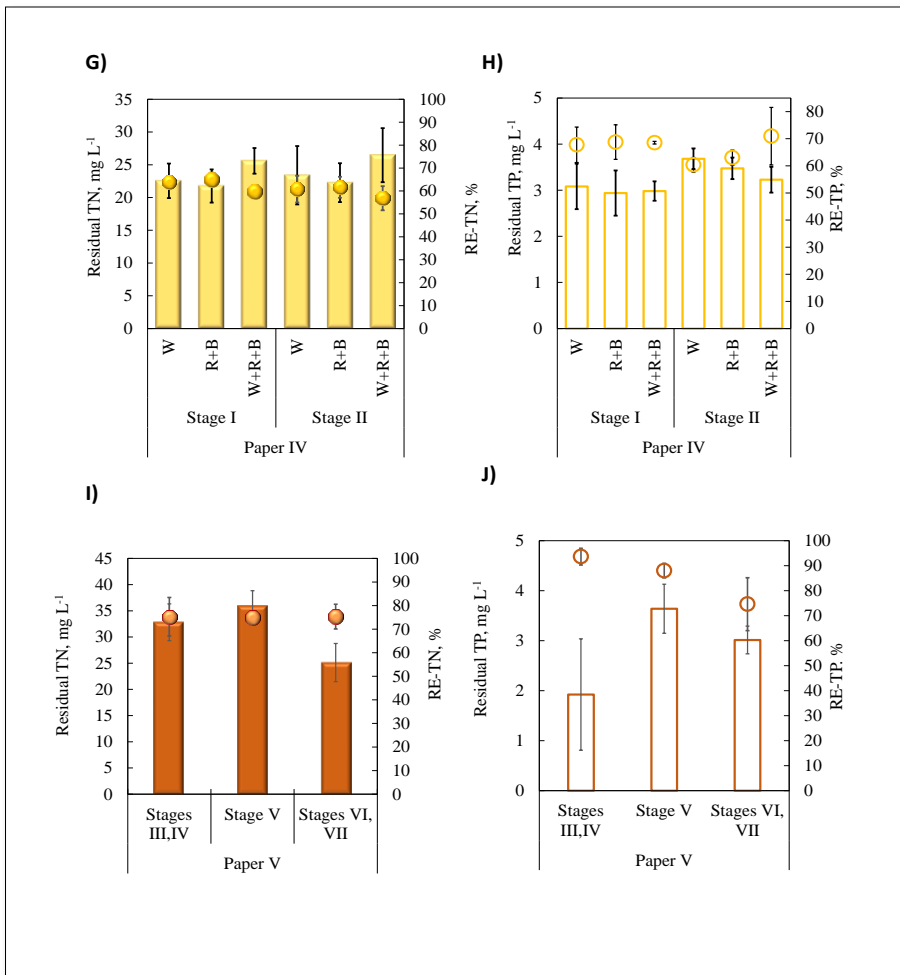 G)
Residual TN, mg L-1
35
30
25
20
15
10
5
0
100
90
80
70
60
50
40
30
20
10
0
RE-TN, %
W
R+B
W+R+B
W
R+B
W+R+B
Stage I
Stage II
Paper IV
H)
Residual TP, mg L-1
5
4
3
2
1
0
80
70
60
50
40
30
20
10
0
RE-TP, %
W
R+B
W+R+B
W
R+B
W+R+B
Stage I
Stage II
Paper IV
I)
Residual TN, mg L-1
45
40
35
30
25
20
15
10
5
0
100
90
80
70
60
50
40
30
20
10
0
RE-TN, %
Stages
III,IV
Stage V
Stages VI,
VII
Paper V
J)
Residual TP, mg L-1
5
4
3
2
1
0
100
90
80
70
60
50
40
30
20
10
0
RE-TP. %
Stages
III,IV
Stage V
Stages VI,
VII
Paper V